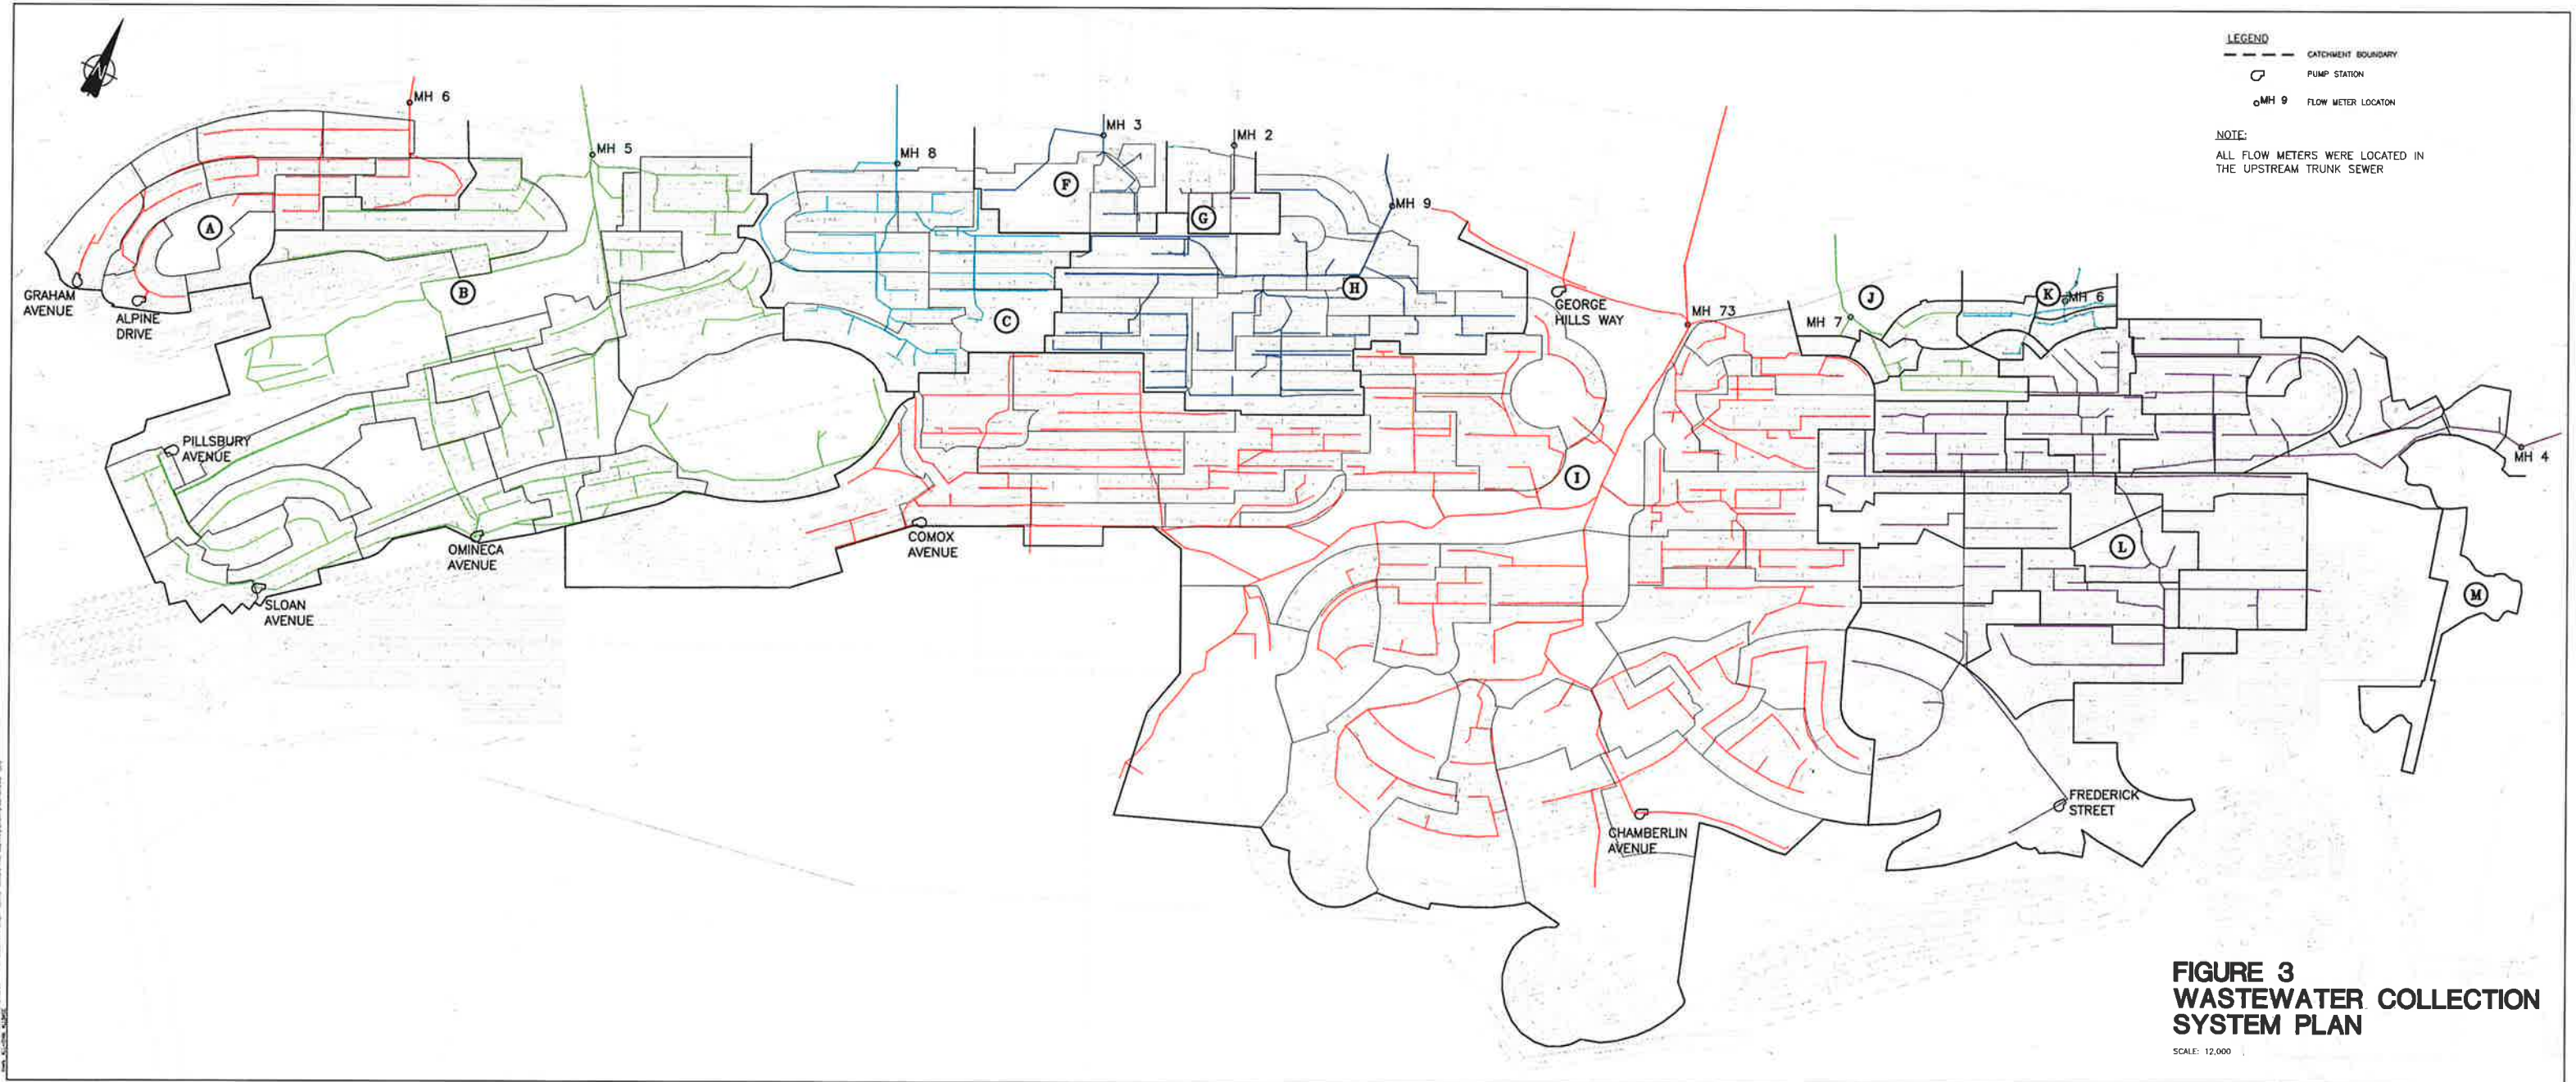 LEGEND
CATCHMENT BOUNDARY
PUMP STATION
MH 9 FLOW METER LOCATON
NOTE:
ALL FLOW METERS WERE LOCATED IN
THE UPSTREAM TRUNK SEWER
N
MH 6
MH 5
MH 8
MH 3
MH 2
MH 9
MH 73
MH 7
MH 6
MH 4
A
B
C
F
G
H
I
J
K
L
M
GRAHAM
AVENUE
ALPINE
DRIVE
PILLSBURY
AVENUE
OMINECA
AVENUE
SLOAN
AVENUE
COMOX
AVENUE
GEORGE
HILLS WAY
CHAMBERLIN
AVENUE
FREDERICK
STREET
FIGURE 3
WASTEWATER COLLECTION
SYSTEM PLAN
SCALE: 12,000